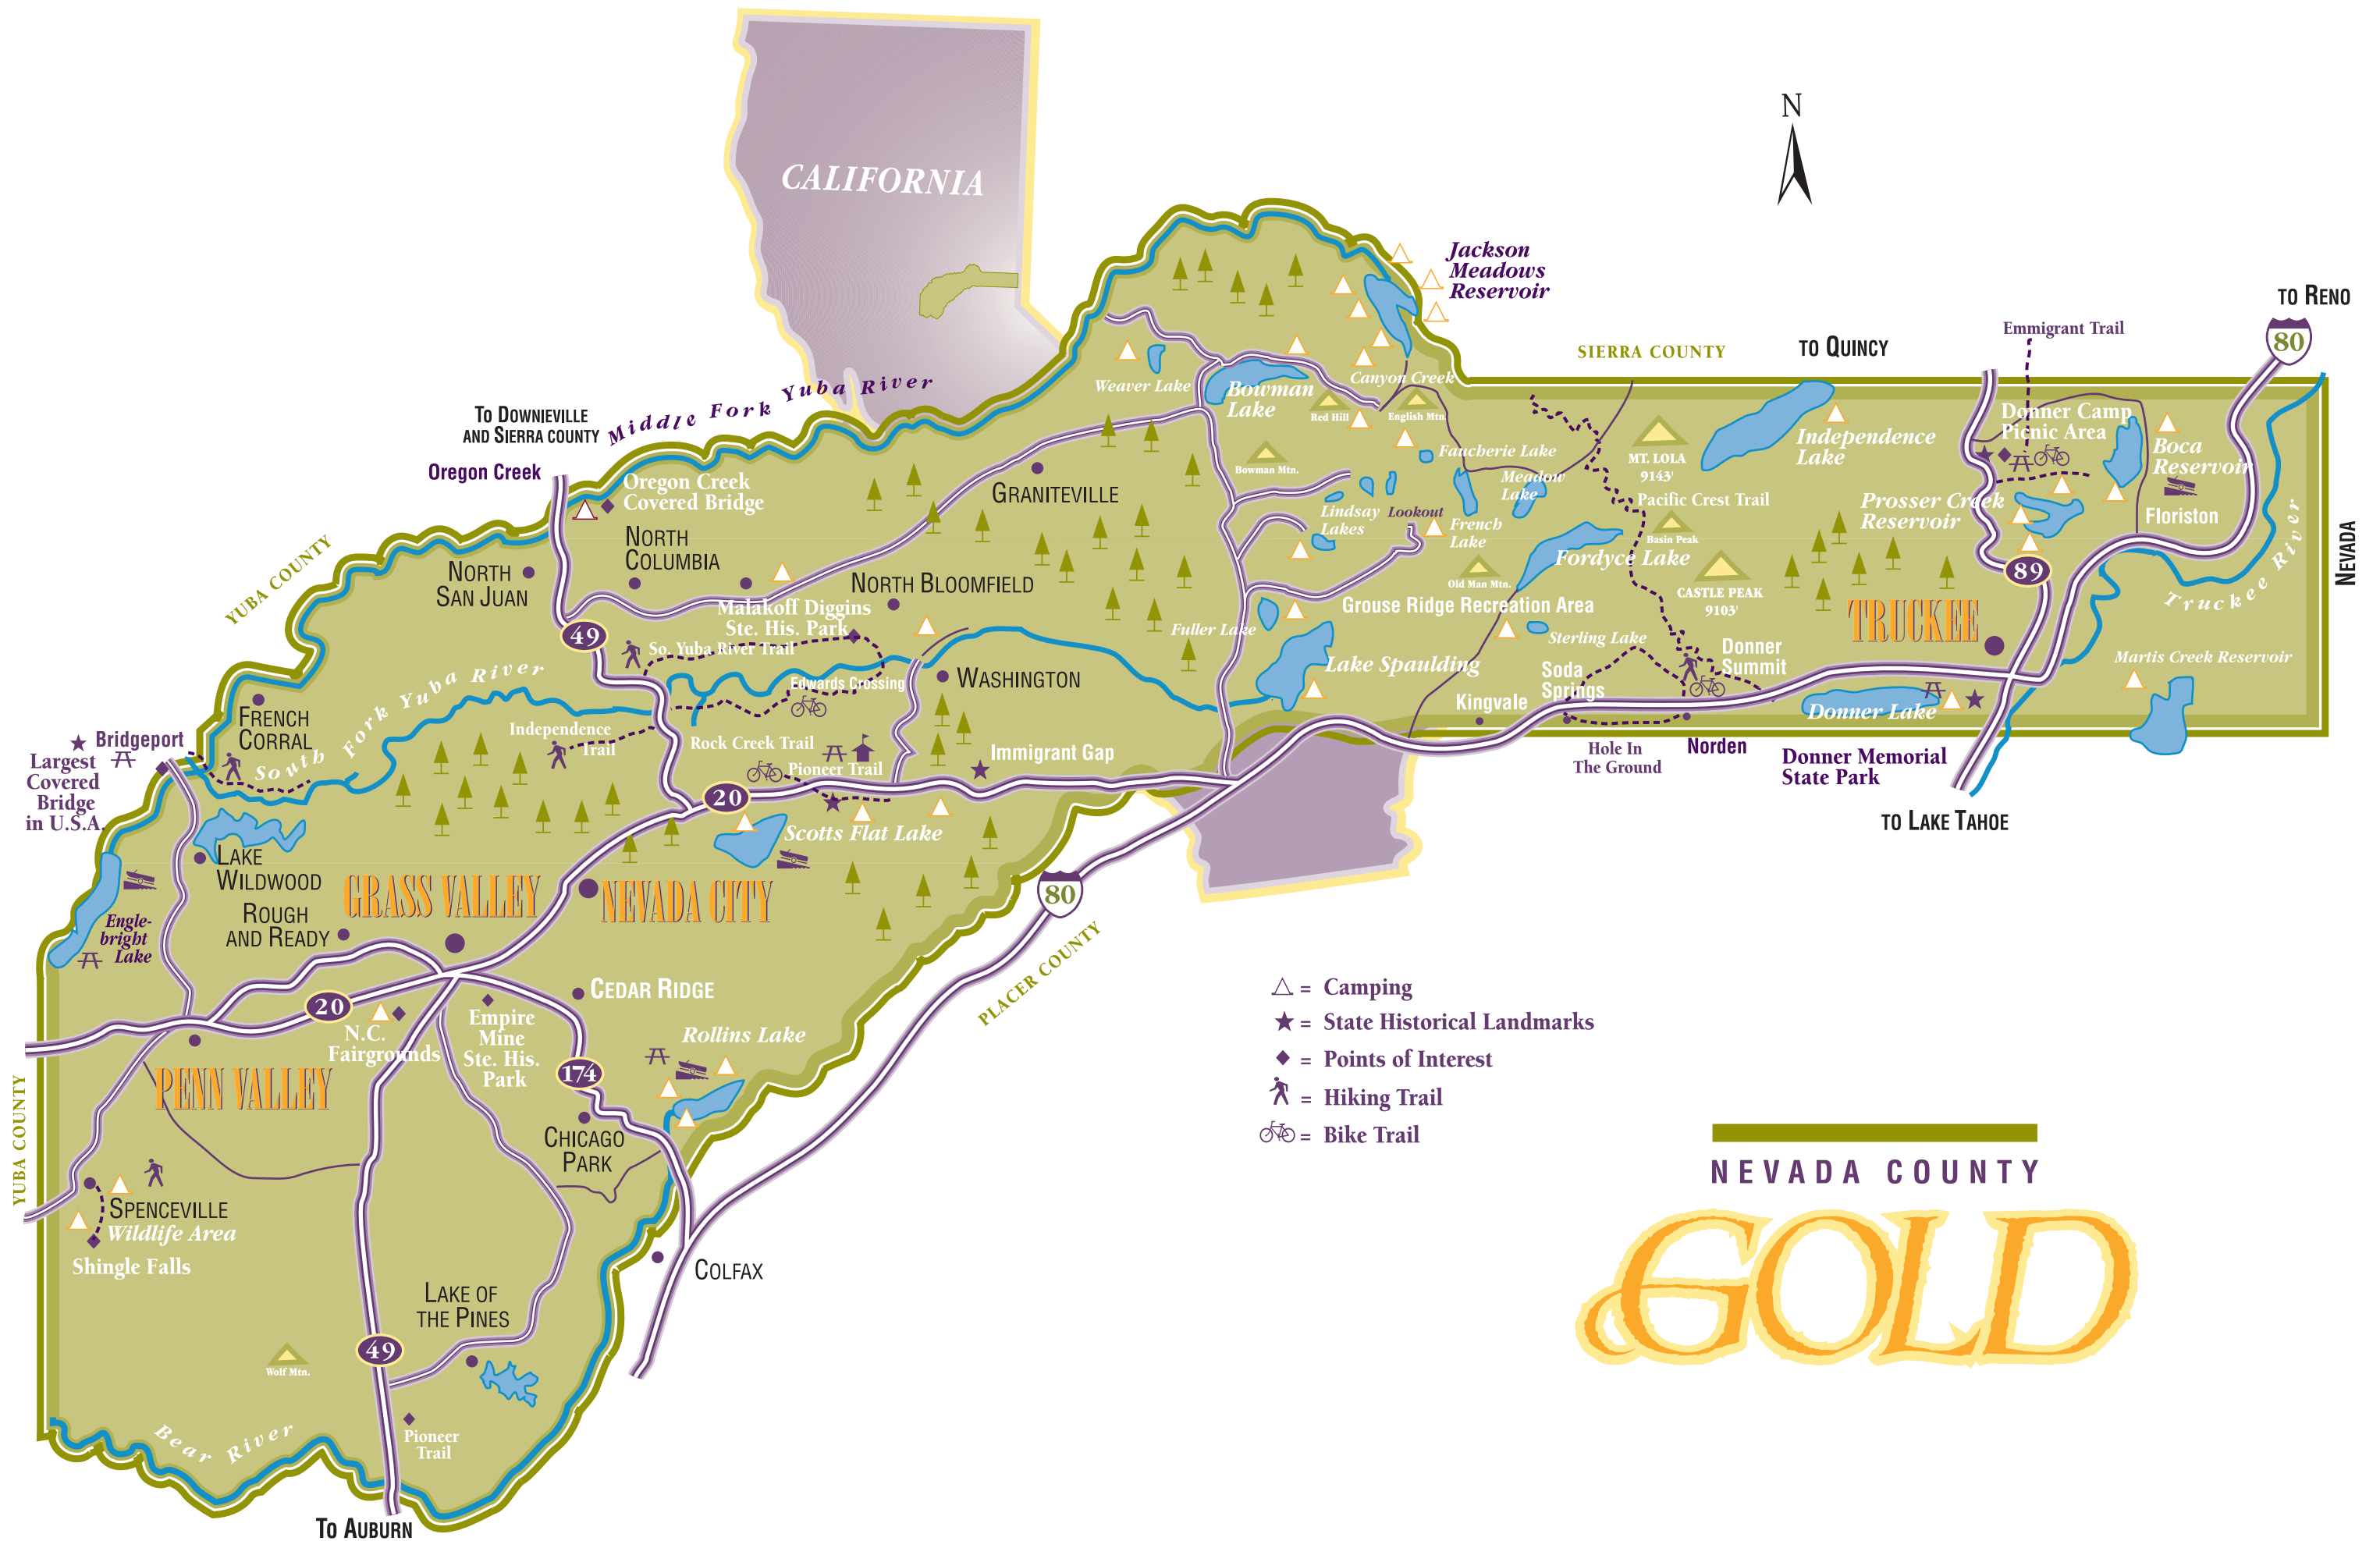 CALIFORNIA
N
Jackson
Meadows
Reservoir
TO RENO
80
Emmigrant Trail
SIERRA COUNTY
TO QUINCY
Middle Fork Yuba River
TO DOWNIEVILLE
AND SIERRA COUNTY
Oregon Creek
Oregon Creek
Covered Bridge
Weaver Lake
Bowman
Lake
Canyon Creek
Red Hill
English Mtn.
Bowman Mtn.
Faucherie Lake
Meadow
Lake
Lindsay
Lakes
Lookout
French
Lake
MT. LOLA
9143'
Pacific Crest Trail
Basin Peak
Independence
Lake
Donner Camp
Picnic Area
Boca
Reservoir
Prosser Creek
Reservoir
Floriston
NEVADA
Truckee River
89
Fordyce Lake
Old Man Mtn.
CASTLE PEAK
9103'
TRUCKEE
Grouse Ridge Recreation Area
Sterling Lake
Fuller Lake
Lake Spaulding
Donner
Summit
Soda
Springs
Kingvale
Martis Creek Reservoir
Donner Lake
Hole In
The Ground
Norden
Donner Memorial
State Park
TO LAKE TAHOE
YUBA COUNTY
NORTH
COLUMBIA
NORTH
SAN JUAN
GRANITEVILLE
NORTH BLOOMFIELD
Malakoff Diggins
Ste. His. Park
49
So. Yuba River Trail
Edwards Crossing
WASHINGTON
FRENCH
CORRAL
South Fork Yuba River
Independence
Trail
Rock Creek Trail
Pioneer Trail
Immigrant Gap
Bridgeport
Largest
Covered
Bridge
in U.S.A.
20
Scotts Flat Lake
LAKE
WILDWOOD
GRASS VALLEY
NEVADA CITY
ROUGH
AND READY
Engle-
bright
Lake
80
PLACER COUNTY
CEDAR RIDGE
20
N.C.
Fairgrounds
Empire
Mine
Ste. His.
Park
Rollins Lake
174
PENN VALLEY
YUBA COUNTY
CHICAGO
PARK
SPENCEVILLE
Wildlife Area
Shingle Falls
COLFAX
LAKE OF
THE PINES
49
Wolf Mtn.
Bear River
Pioneer
Trail
TO AUBURN
= Camping
= State Historical Landmarks
= Points of Interest
= Hiking Trail
= Bike Trail
NEVADA COUNTY
GOLD